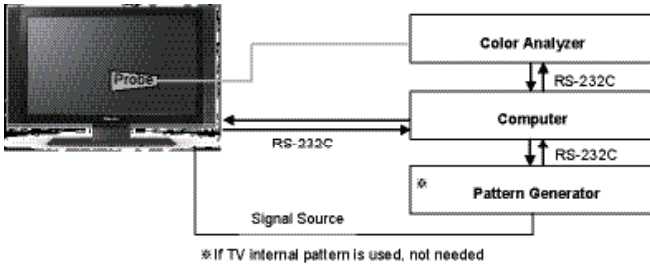 Color Analyzer
Probe
RS-232C
Computer
RS-232C
RS-232C
※ Pattern Generator
Signal Source
※If TV internal pattern is used, not needed